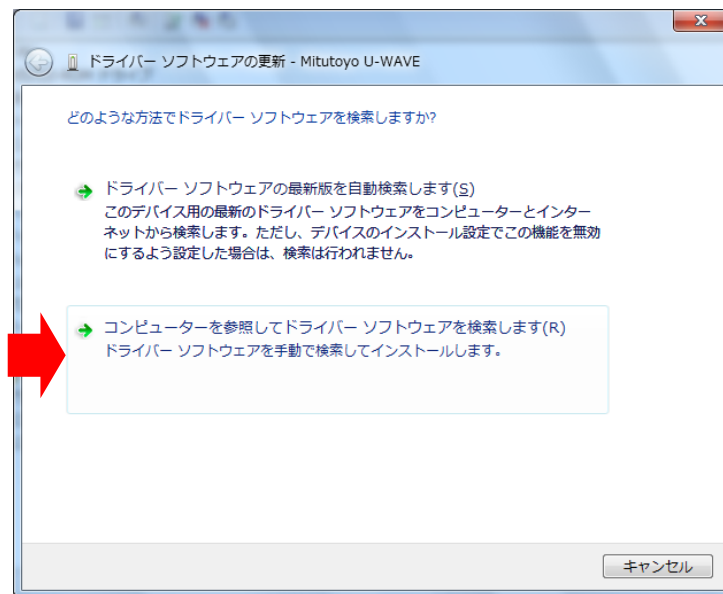 ドライバー ソフトウェアの更新 - Mitutoyo U-WAVE
どのような方法でドライバー ソフトウェアを検索しますか?
ドライバー ソフトウェアの最新版を自動検索します(S)
このデバイス用の最新のドライバー ソフトウェアをコンピューターとインター
ネットから検索します。ただし、デバイスのインストール設定でこの機能を無効
にするよう設定した場合は、検索は行われません。
コンピューターを参照してドライバー ソフトウェアを検索します(R)
ドライバー ソフトウェアを手動で検索してインストールします。
キャンセル